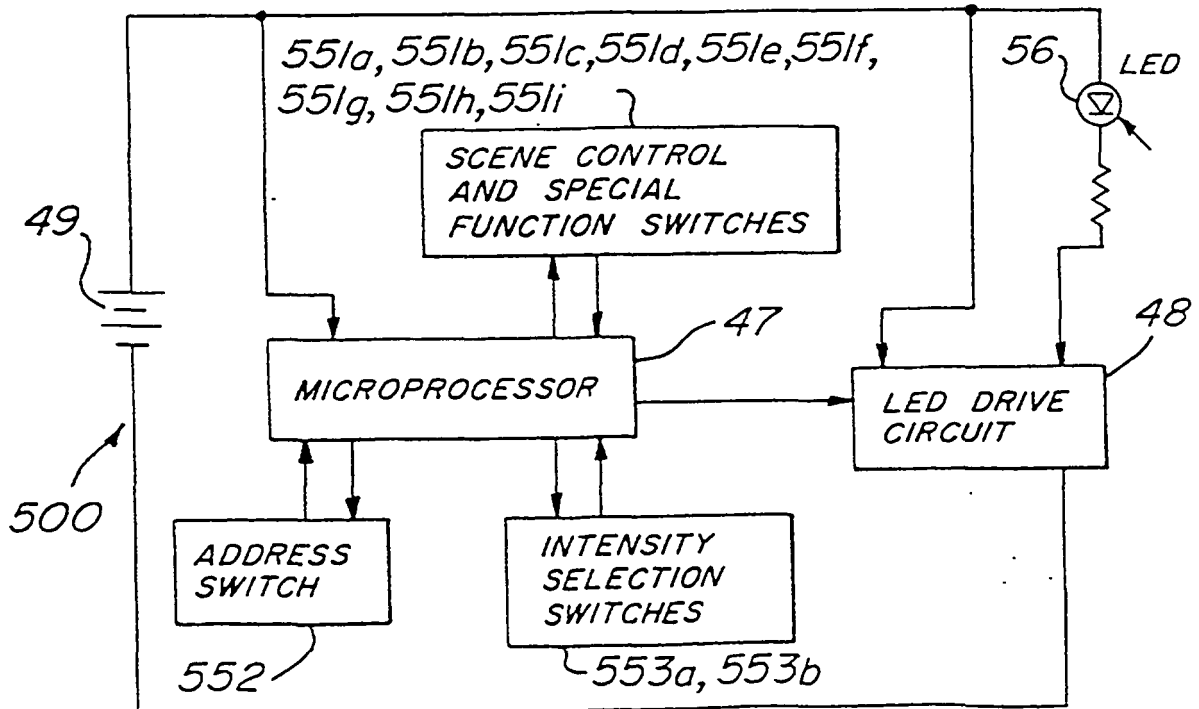 551a, 551b, 551c, 551d, 551e, 551f,
551g, 551h, 551i
56
LED
SCENE CONTROL
AND SPECIAL
FUNCTION SWITCHES
49
47
48
MICROPROCESSOR
LED DRIVE
CIRCUIT
500
ADDRESS
SWITCH
INTENSITY
SELECTION
SWITCHES
552
553a, 553b